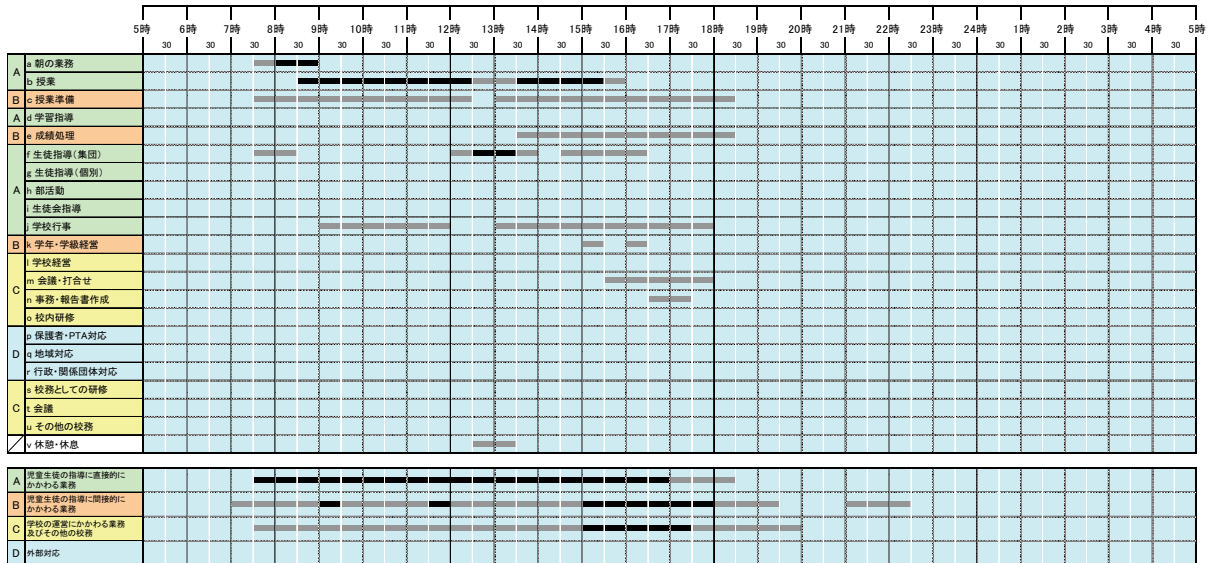 5時 6時 7時 8時 9時 10時 11時 12時 13時 14時 15時 16時 17時 18時 19時 20時 21時 22時 23時 24時 1時 2時 3時 4時 5時
30 30 30 30 30 30 30 30 30 30 30 30 30 30 30 30 30 30 30 30 30 30 30 30
A
a 朝の業務
b 授業
B c 授業準備
A d 学習指導
B e 成績処理
A
f 生徒指導(集団)
g 生徒指導(個別)
h 部活動
i 生徒会指導
j 学校行事
B k 学年・学級経営
C
l 学校経営
m 会議・打合せ
n 事務・報告書作成
o 校内研修
D
p 保護者・PTA対応
q 地域対応
r 行政・関係団体対応
C
s 校務としての研修
t 会議
u その他の校務
v 休憩・休息
A 児童生徒の指導に直接的に
かかわる業務
B 児童生徒の指導に間接的に
かかわる業務
C 学校の運営にかかわる業務
及びその他の校務
D 外部対応